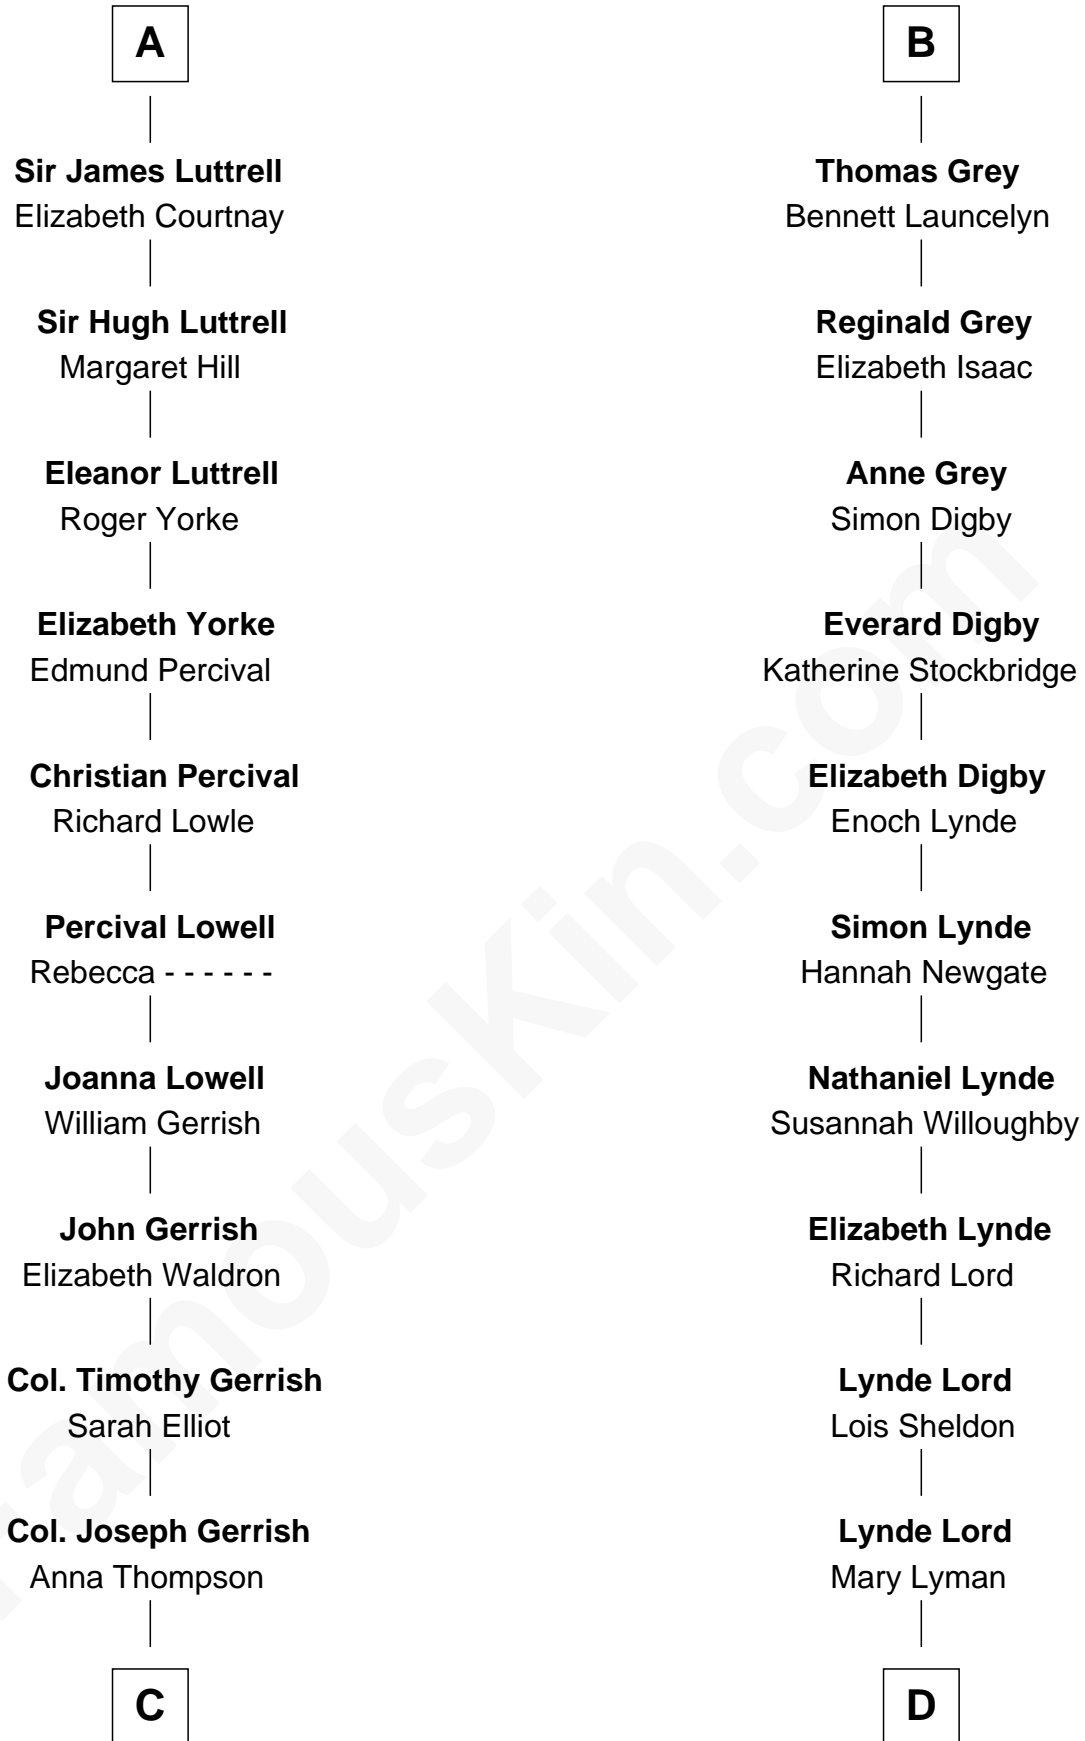 A
Sir James Luttrell
Elizabeth Courtnay
Sir Hugh Luttrell
Margaret Hill
Eleanor Luttrell
Roger Yorke
Elizabeth Yorke
Edmund Percival
Christian Percival
Richard Lowle
Percival Lowell
Rebecca - - - - - -
Joanna Lowell
William Gerrish
John Gerrish
Elizabeth Waldron
Col. Timothy Gerrish
Sarah Elliot
Col. Joseph Gerrish
Anna Thompson
C
B
Thomas Grey
Bennett Launcelyn
Reginald Grey
Elizabeth Isaac
Anne Grey
Simon Digby
Everard Digby
Katherine Stockbridge
Elizabeth Digby
Enoch Lynde
Simon Lynde
Hannah Newgate
Nathaniel Lynde
Susannah Willoughby
Elizabeth Lynde
Richard Lord
Lynde Lord
Lois Sheldon
Lynde Lord
Mary Lyman
D
FamousKin.com